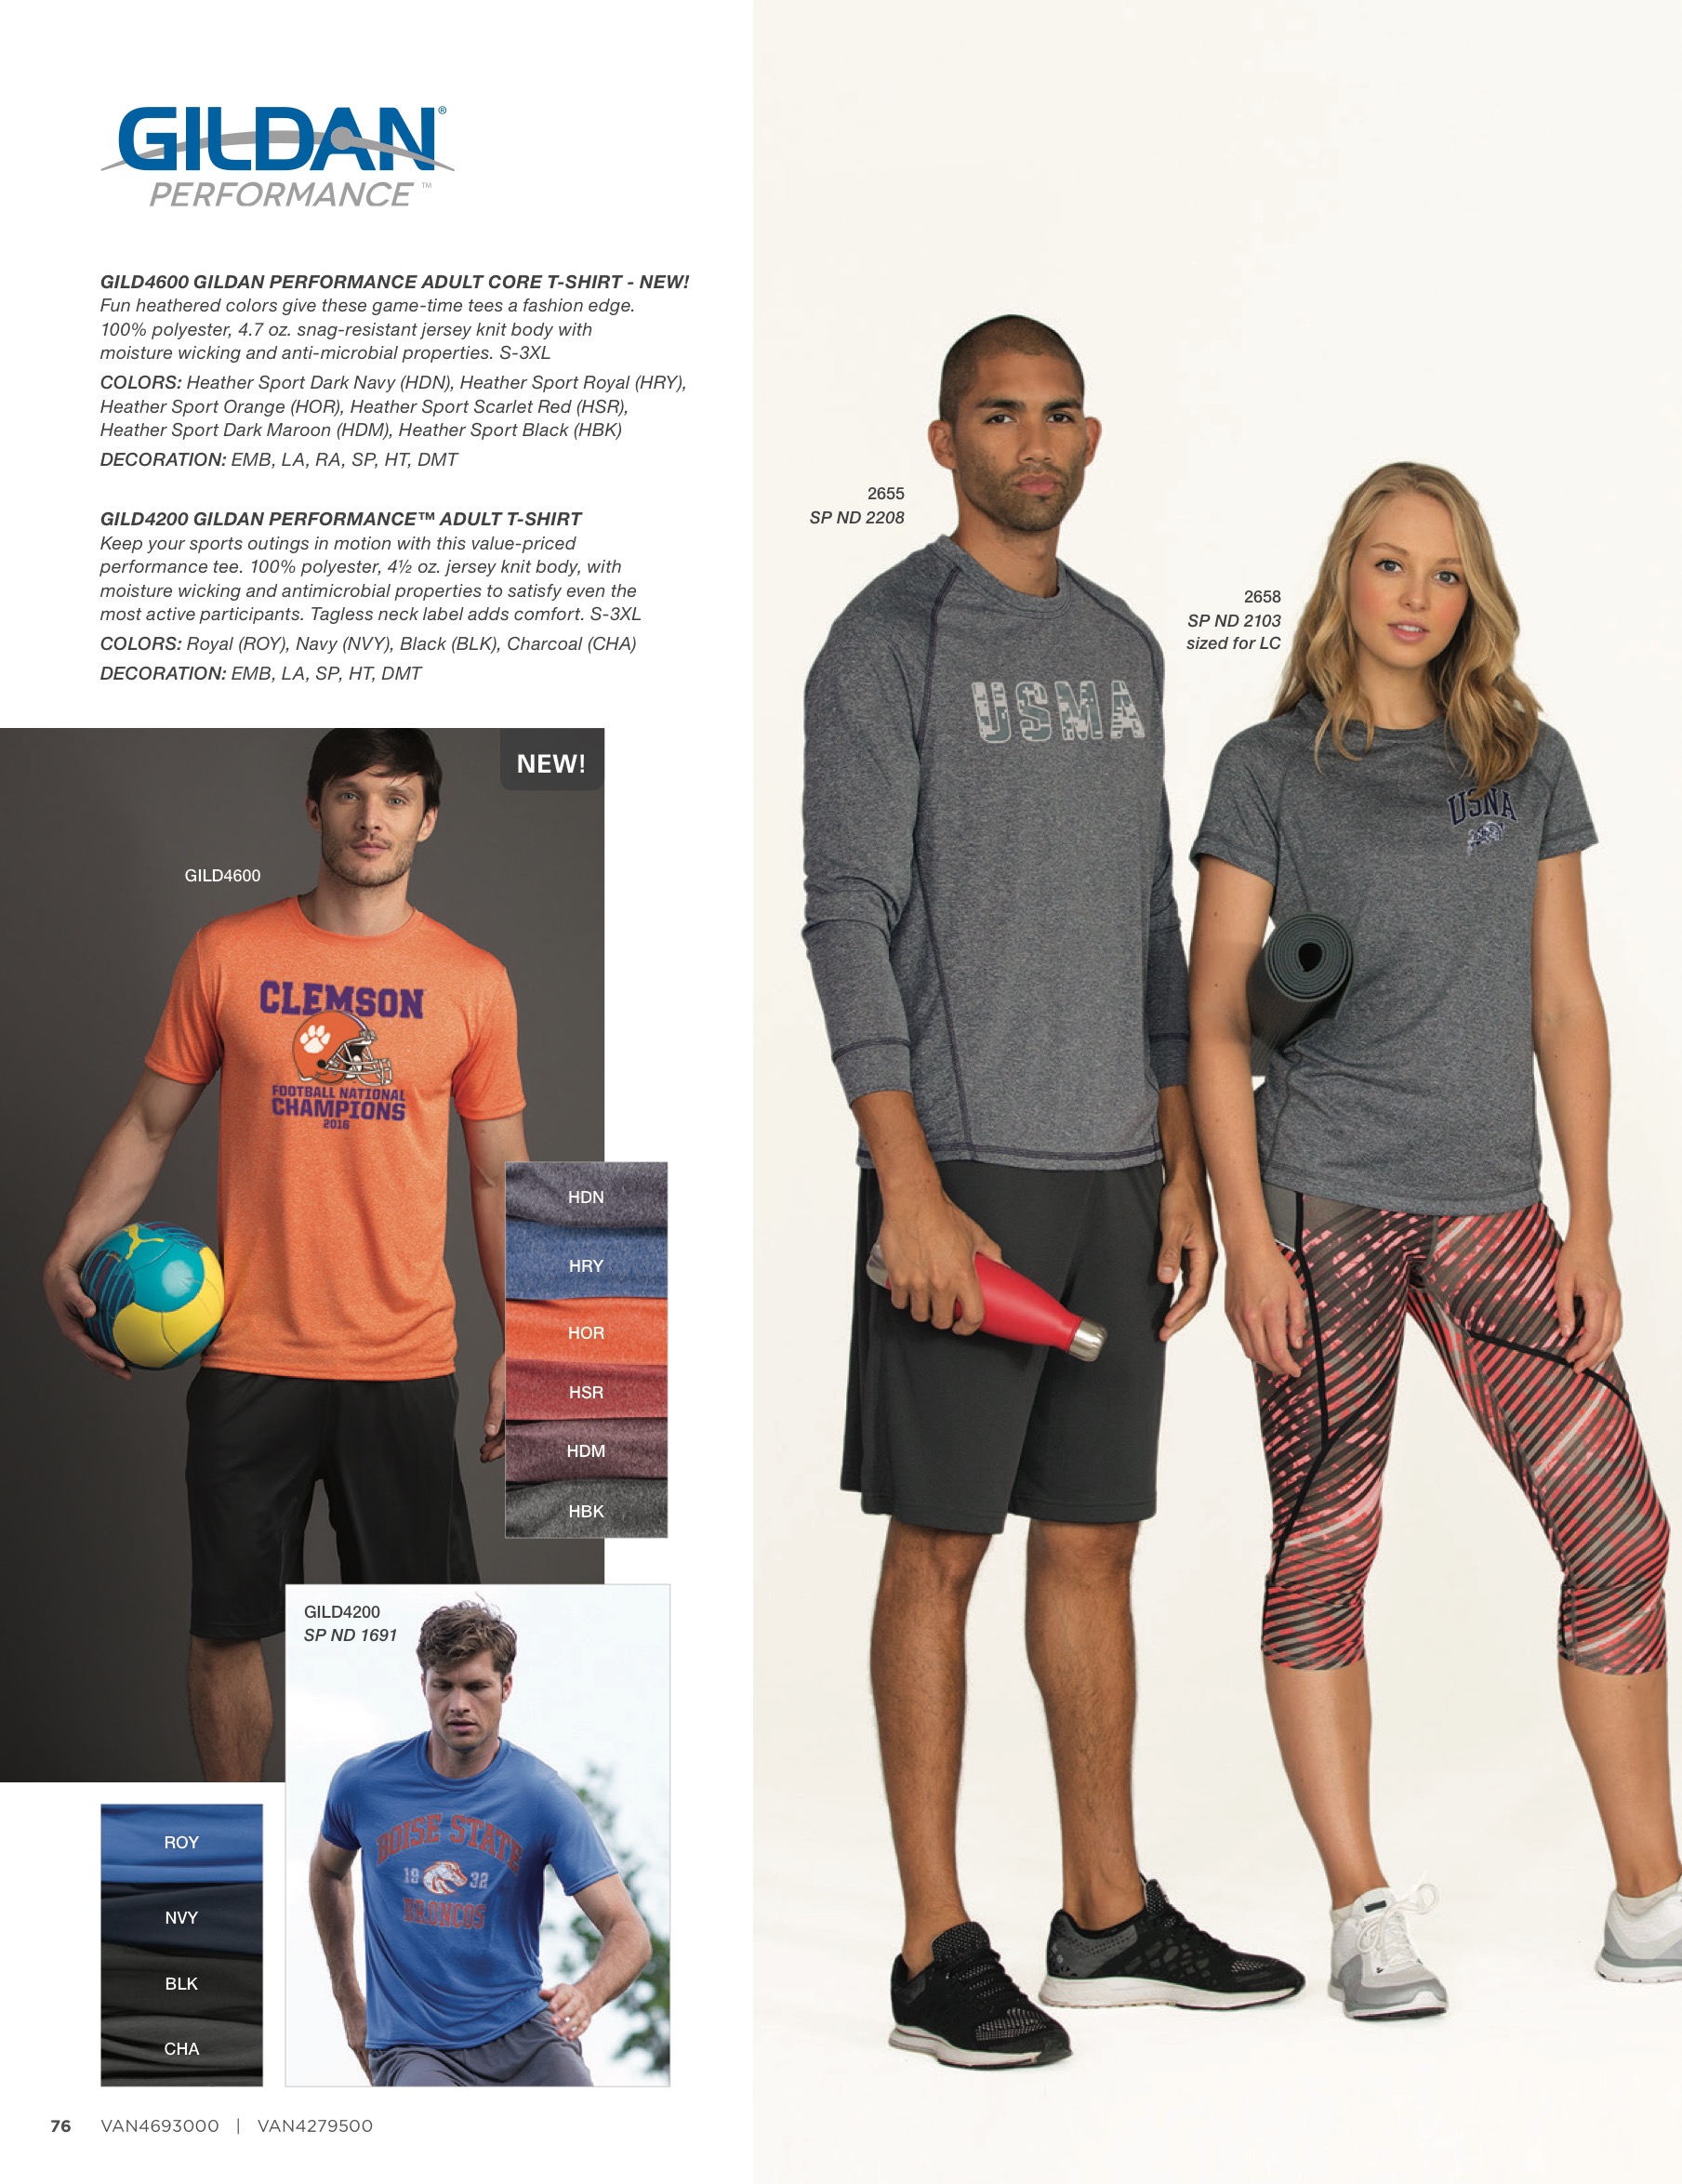 GILDAN®
PERFORMANCE™
GILD4600 GILDAN PERFORMANCE ADULT CORE T-SHIRT - NEW!
Fun heathered colors give these game-time tees a fashion edge.
100% polyester, 4.7 oz. snag-resistant jersey knit body with
moisture wicking and anti-microbial properties. S-3XL
COLORS: Heather Sport Dark Navy (HDN), Heather Sport Royal (HRY),
Heather Sport Orange (HOR), Heather Sport Scarlet Red (HSR),
Heather Sport Dark Maroon (HDM), Heather Sport Black (HBK)
DECORATION: EMB, LA, RA, SP, HT, DMT
GILD4200 GILDAN PERFORMANCE™ ADULT T-SHIRT
Keep your sports outings in motion with this value-priced
performance tee. 100% polyester, 4½ oz. jersey knit body, with
moisture wicking and antimicrobial properties to satisfy even the
most active participants. Tagless neck label adds comfort. S-3XL
COLORS: Royal (ROY), Navy (NVY), Black (BLK), Charcoal (CHA)
DECORATION: EMB, LA, SP, HT, DMT
NEW!
GILD4600
CLEMSON
FOOTBALL NATIONAL
CHAMPIONS
2016
HDN
HRY
HOR
HSR
HDM
HBK
GILD4200
SP ND 1691
BOISE STATE
19 32
BRONCOS
ROY
NVY
BLK
CHA
2655
SP ND 2208
USMA
2658
SP ND 2103
sized for LC
USNA
76 VAN4693000 | VAN4279500